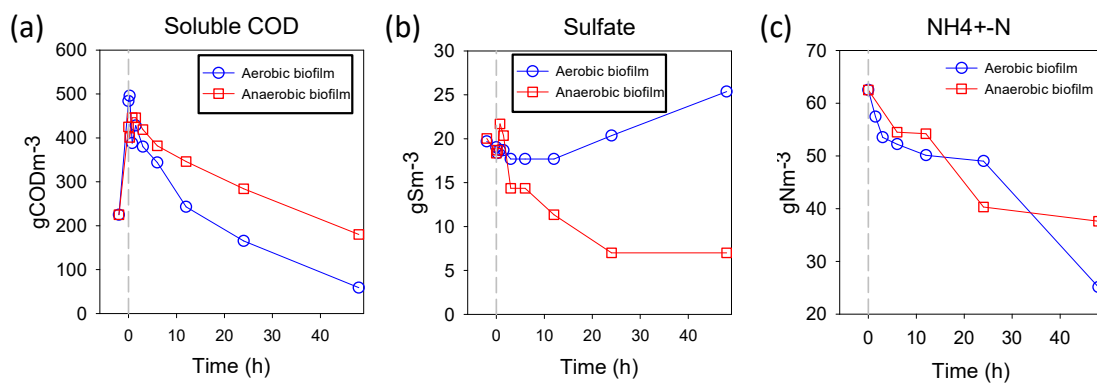 (a) Soluble COD
600
500
400
300
200
100
0
gCODm-3
0 10 20 30 40
Time (h)
Aerobic biofilm
Anaerobic biofilm
(b) Sulfate
30
25
20
15
10
5
0
gSm-3
0 10 20 30 40
Time (h)
Aerobic biofilm
Anaerobic biofilm
(c) NH4+-N
70
60
50
40
30
20
gNm-3
0 10 20 30 40
Time (h)
Aerobic biofilm
Anaerobic biofilm